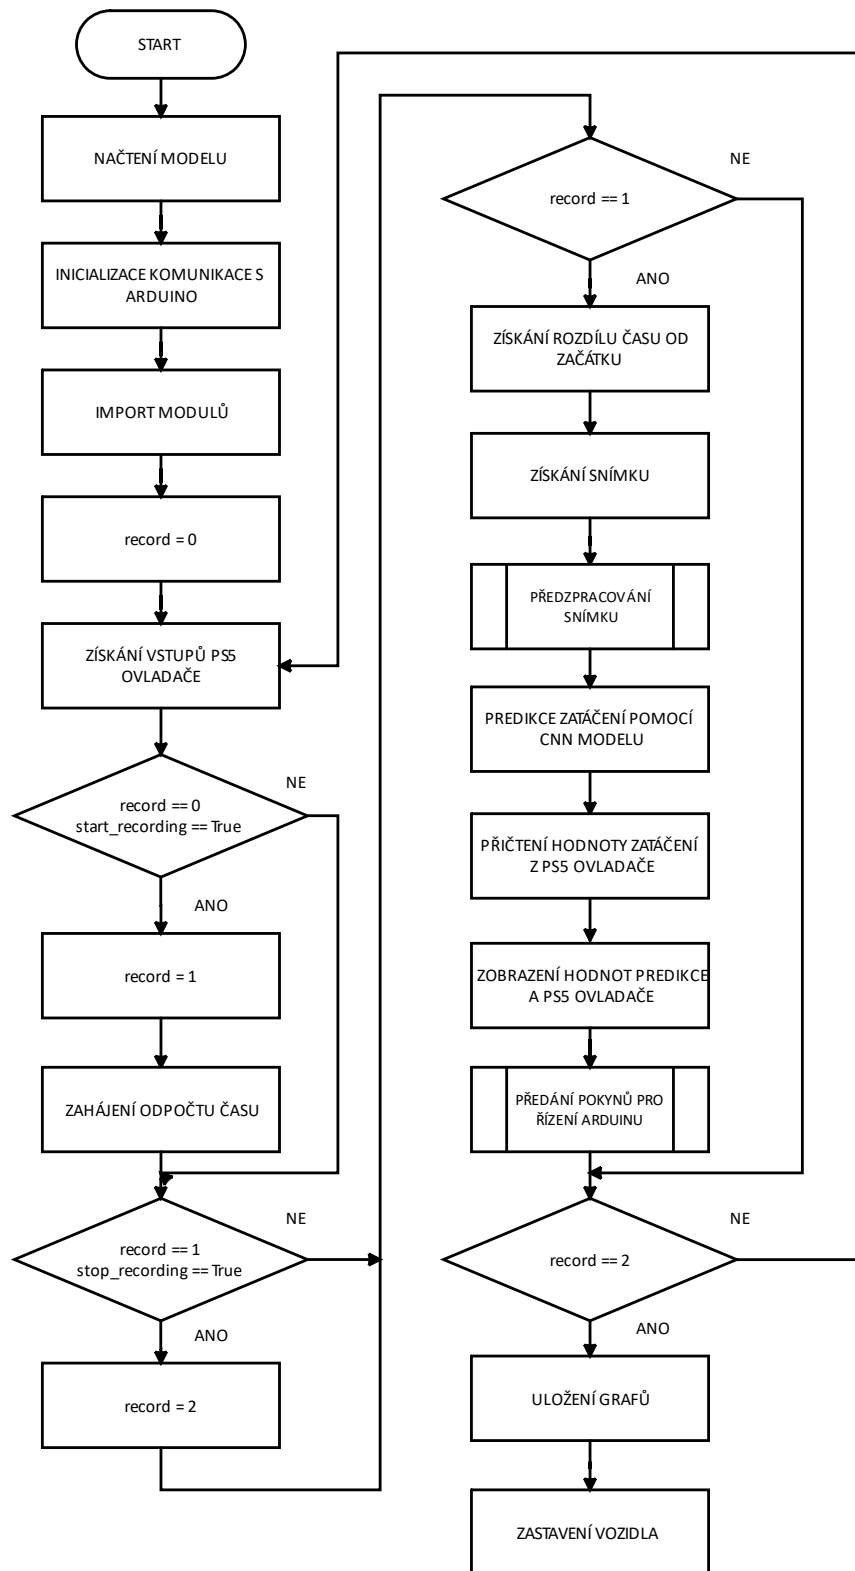 START
NAČTENÍ MODELU
INICIALIZACE KOMUNIKACE S
ARDUINO
IMPORT MODULŮ
record = 0
ZÍSKÁNÍ VSTUPŮ PS5
OVLADAČE
NE
record == 0
start_recording == True
ANO
record = 1
ZAHÁJENÍ ODPOČTU ČASU
NE
record == 1
stop_recording == True
ANO
record = 2
NE
record == 1
ANO
ZÍSKÁNÍ ROZDÍLU ČASU OD
ZAČÁTKU
ZÍSKÁNÍ SNÍMKU
PŘEDZPRACOVÁNÍ
SNÍMKU
PREDIKCE ZATÁČENÍ POMOCÍ
CNN MODELU
PŘIČTENÍ HODNOTY ZATÁČENÍ
Z PS5 OVLADAČE
ZOBRAZENÍ HODNOT PREDIKCE
A PS5 OVLADAČE
PŘEDÁNÍ POKYNŮ PRO
ŘÍZENÍ ARDUINU
NE
record == 2
ANO
ULOŽENÍ GRAFŮ
ZASTAVENÍ VOZIDLA